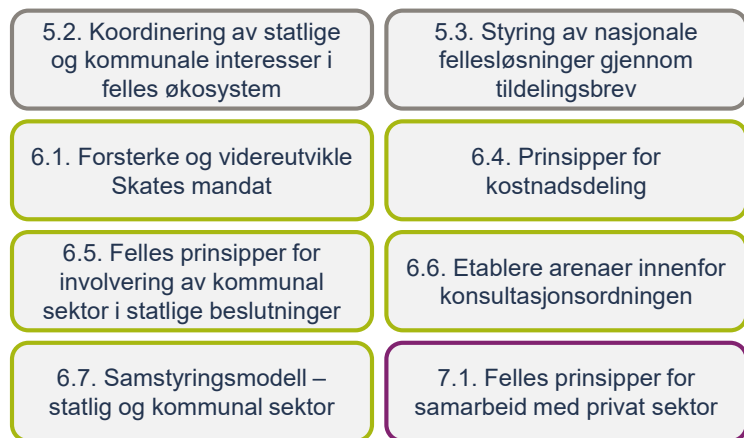 5.2. Koordinering av statlige
og kommunale interesser i
felles økosystem
5.3. Styring av nasjonale
fellesløsninger gjennom
tildelingsbrev
6.1. Forsterke og videreutvikle
Skates mandat
6.4. Prinsipper for
kostnadsdeling
6.5. Felles prinsipper for
involvering av kommunal
sektor i statlige beslutninger
6.6. Etablere arenaer innenfor
konsultasjonsordningen
6.7. Samstyringsmodell –
statlig og kommunal sektor
7.1. Felles prinsipper for
samarbeid med privat sektor